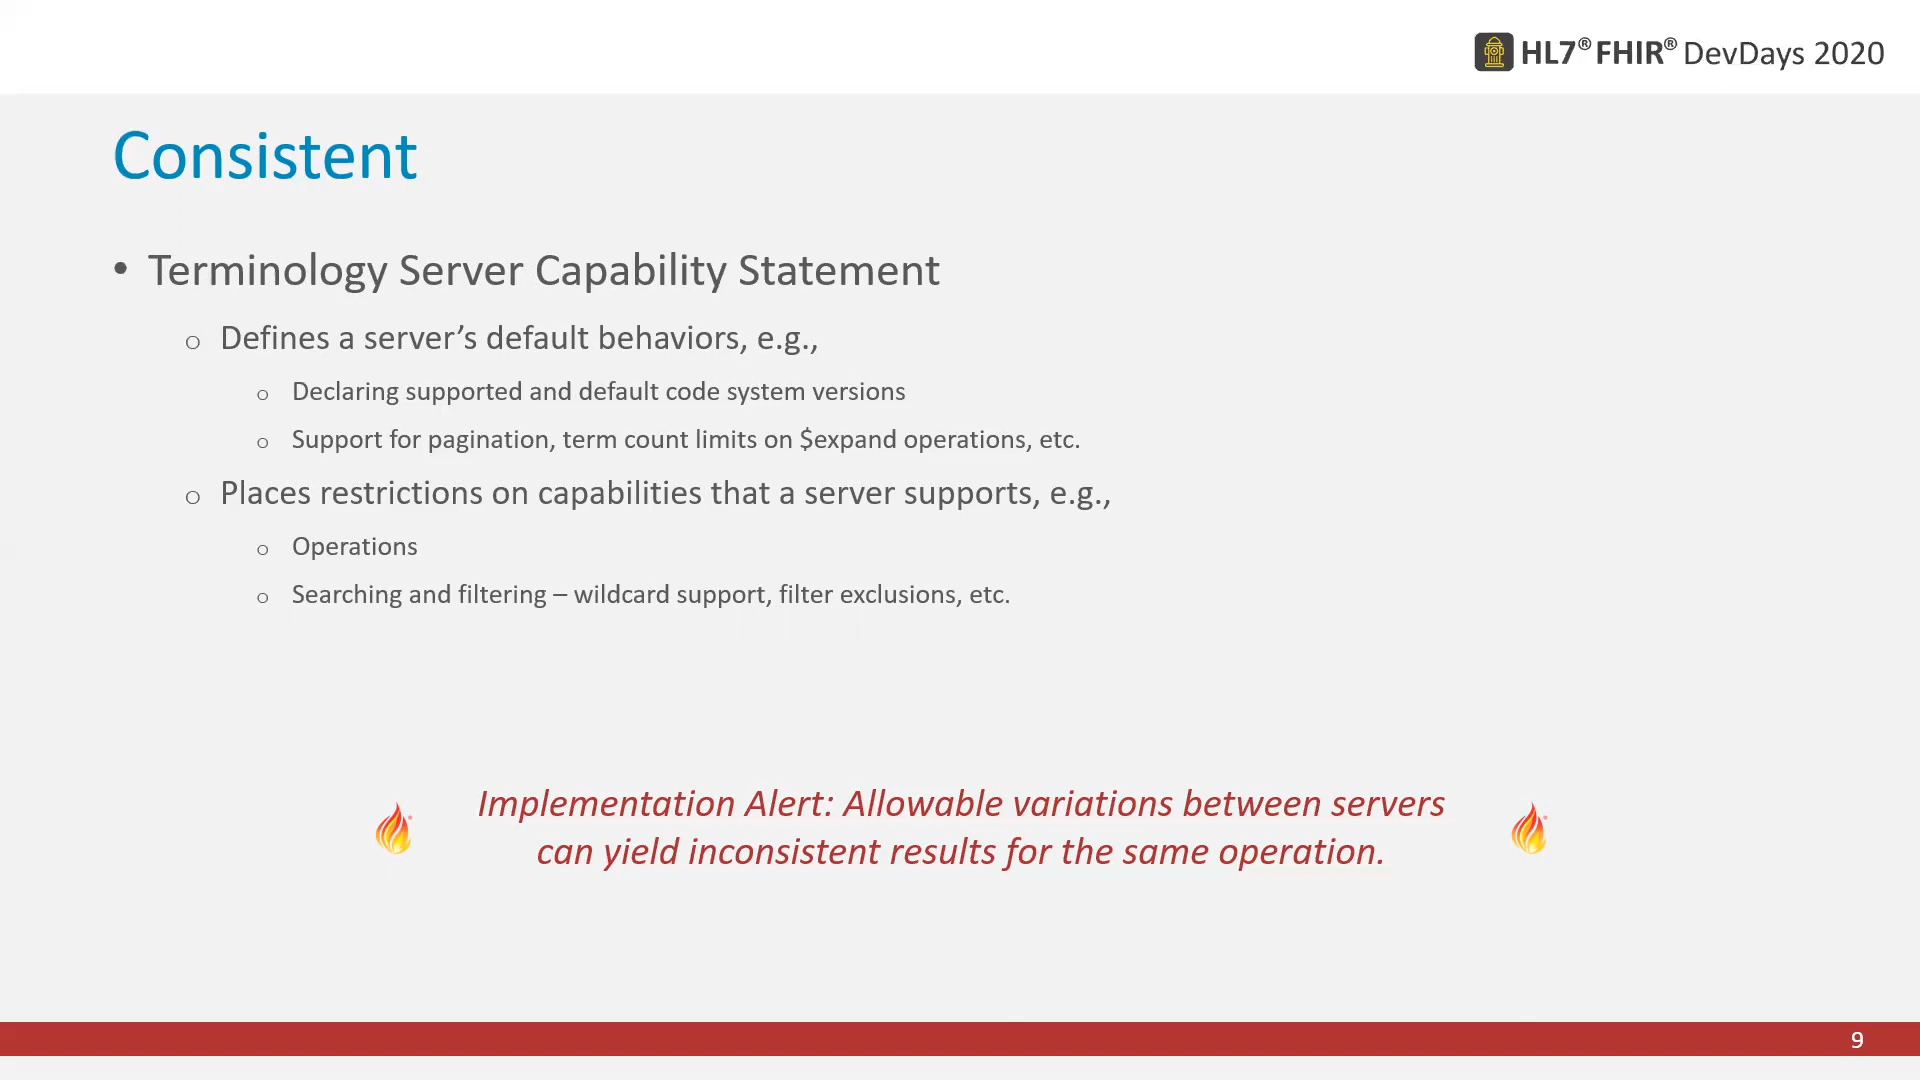 HL7® FHIR® DevDays 2020
Consistent
• Terminology Server Capability Statement
o Defines a server’s default behaviors, e.g.,
o Declaring supported and default code system versions
o Support for pagination, term count limits on $expand operations, etc.
o Places restrictions on capabilities that a server supports, e.g.,
o Operations
o Searching and filtering – wildcard support, filter exclusions, etc.
Implementation Alert: Allowable variations between servers
can yield inconsistent results for the same operation.
9